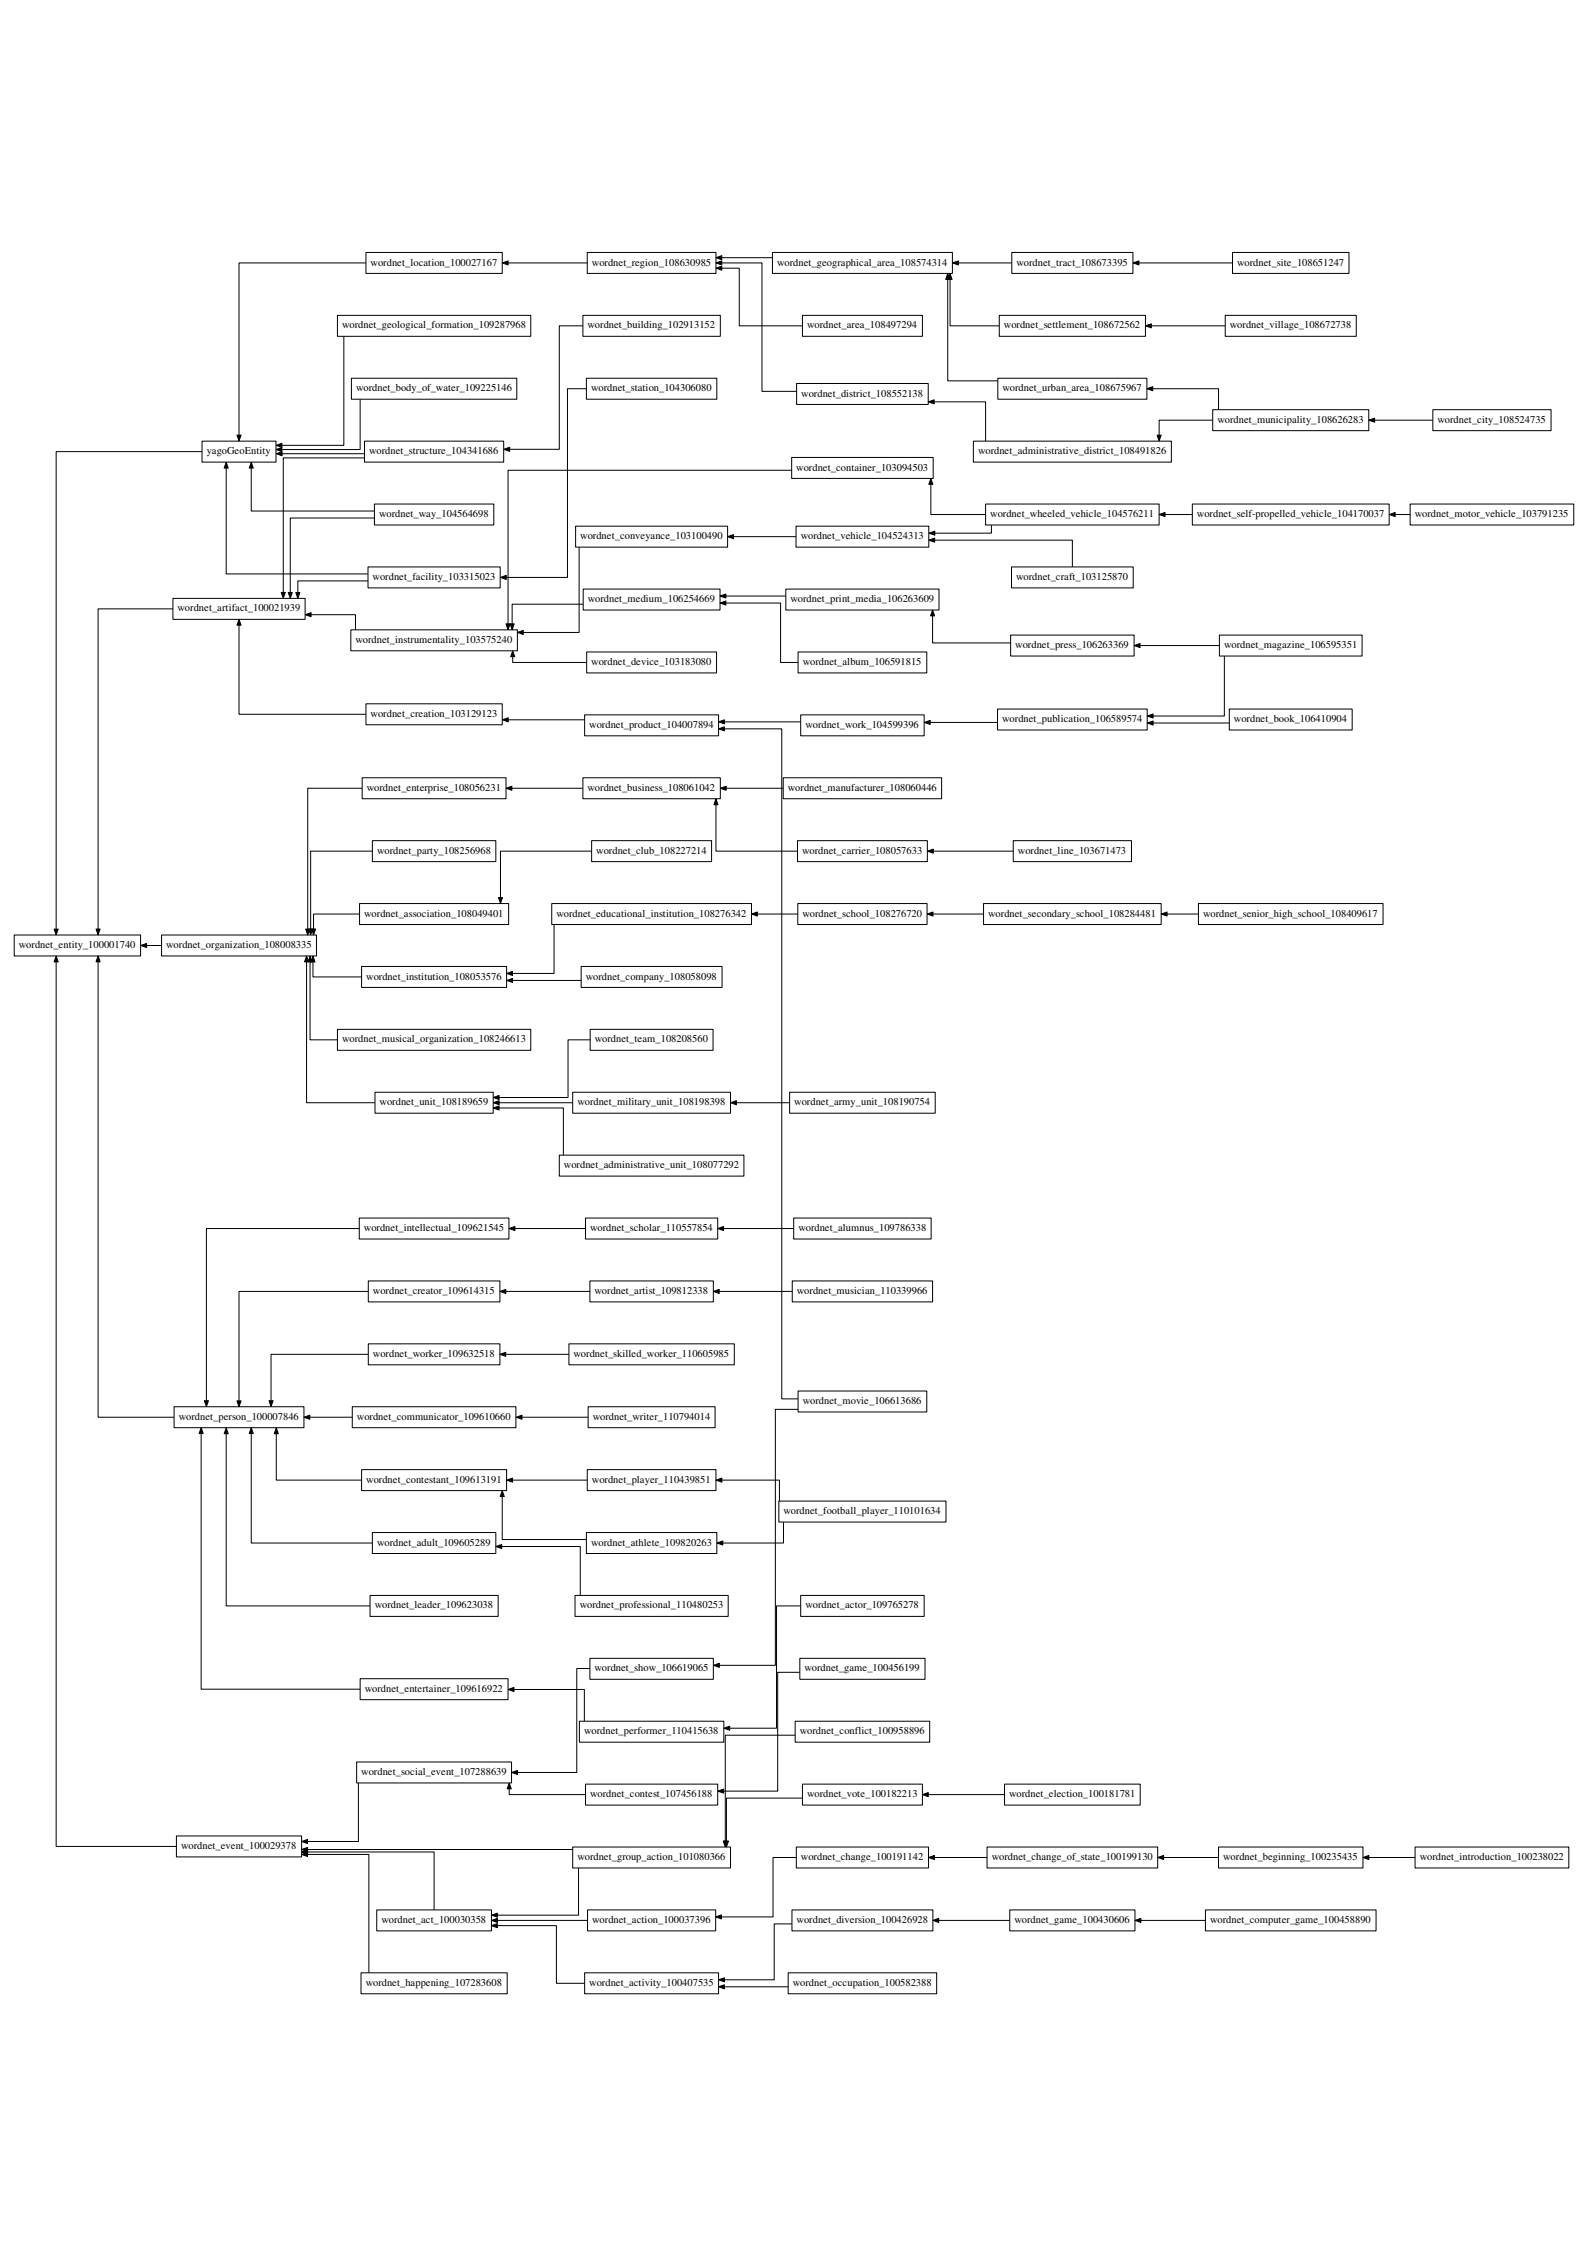 wordnet_location_100027167
wordnet_region_108630985
wordnet_geographical_area_108574314
wordnet_tract_108673395
wordnet_site_108651247
wordnet_geological_formation_109287968
wordnet_building_102913152
wordnet_area_108497294
wordnet_settlement_108672562
wordnet_village_108672738
wordnet_body_of_water_109225146
wordnet_station_104306080
wordnet_district_108552138
wordnet_urban_area_108675967
wordnet_municipality_108626283
wordnet_city_108524735
yagoGeoEntity
wordnet_structure_104341686
wordnet_administrative_district_108491826
wordnet_container_103094503
wordnet_way_104564698
wordnet_wheeled_vehicle_104576211
wordnet_self-propelled_vehicle_104170037
wordnet_motor_vehicle_103791235
wordnet_conveyance_103100490
wordnet_vehicle_104524313
wordnet_facility_103315023
wordnet_craft_103125870
wordnet_artifact_100021939
wordnet_medium_106254669
wordnet_print_media_106263609
wordnet_instrumentality_103575240
wordnet_press_106263369
wordnet_magazine_106595351
wordnet_device_103183080
wordnet_album_106591815
wordnet_creation_103129123
wordnet_product_104007894
wordnet_work_104599396
wordnet_publication_106589574
wordnet_book_106410904
wordnet_enterprise_108056231
wordnet_business_108061042
wordnet_manufacturer_108060446
wordnet_party_108256968
wordnet_club_108227214
wordnet_carrier_108057633
wordnet_line_103671473
wordnet_association_108049401
wordnet_educational_institution_108276342
wordnet_school_108276720
wordnet_secondary_school_108284481
wordnet_senior_high_school_108409617
wordnet_entity_100001740
wordnet_organization_108008335
wordnet_institution_108053576
wordnet_company_108058098
wordnet_musical_organization_108246613
wordnet_team_108208560
wordnet_unit_108189659
wordnet_military_unit_108198398
wordnet_army_unit_108190754
wordnet_administrative_unit_108077292
wordnet_intellectual_109621545
wordnet_scholar_110557854
wordnet_alumnus_109786338
wordnet_creator_109614315
wordnet_artist_109812338
wordnet_musician_110339966
wordnet_worker_109632518
wordnet_skilled_worker_110605985
wordnet_movie_106613686
wordnet_person_100007846
wordnet_communicator_109610660
wordnet_writer_110794014
wordnet_contestant_109613191
wordnet_player_110439851
wordnet_football_player_110101634
wordnet_adult_109605289
wordnet_athlete_109820263
wordnet_leader_109623038
wordnet_professional_110480253
wordnet_actor_109765278
wordnet_show_106619065
wordnet_game_100456199
wordnet_entertainer_109616922
wordnet_performer_110415638
wordnet_conflict_100958896
wordnet_social_event_107288639
wordnet_contest_107456188
wordnet_vote_100182213
wordnet_election_100181781
wordnet_event_100029378
wordnet_group_action_101080366
wordnet_change_100191142
wordnet_change_of_state_100199130
wordnet_beginning_100235435
wordnet_introduction_100238022
wordnet_act_100030358
wordnet_action_100037396
wordnet_diversion_100426928
wordnet_game_100430606
wordnet_computer_game_100458890
wordnet_happening_107283608
wordnet_activity_100407535
wordnet_occupation_100582388